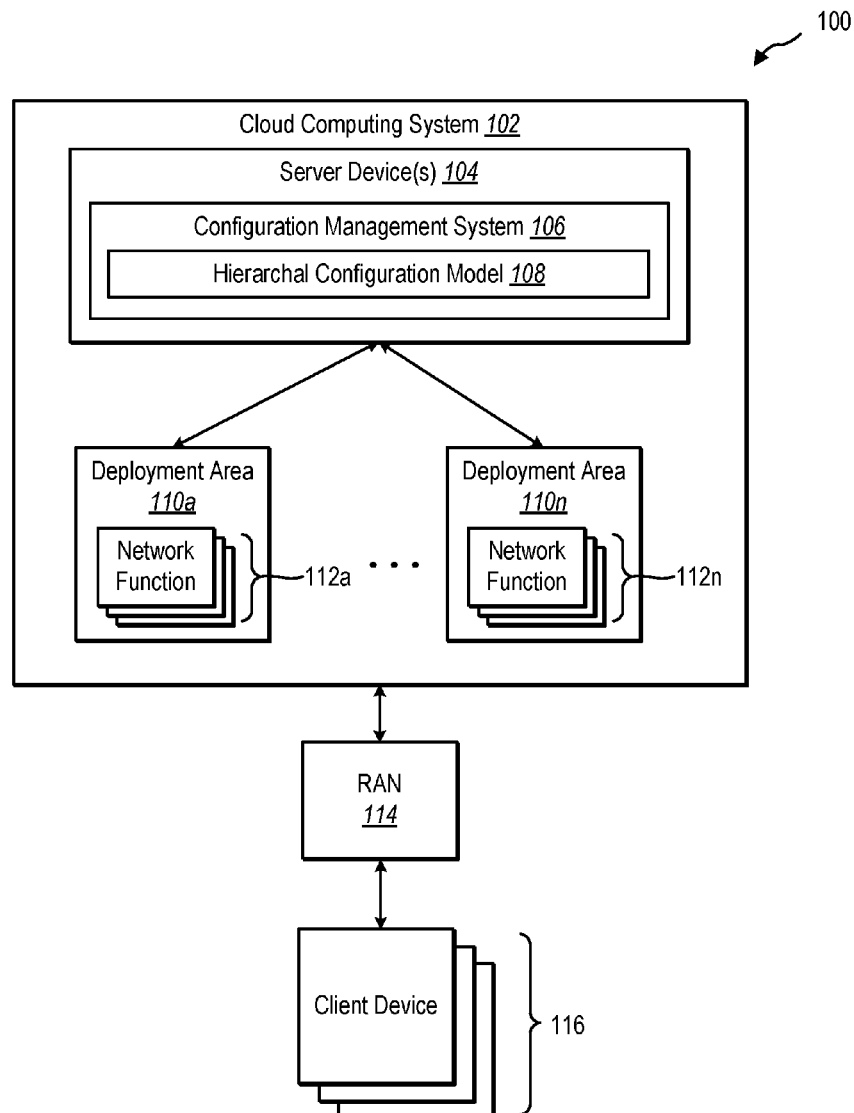 100
Cloud Computing System 102
Server Device(s) 104
Configuration Management System 106
Hierarchal Configuration Model 108
Deployment Area
110a
Network
Function
112a
Deployment Area
110n
Network
Function
112n
RAN
114
Client Device
116